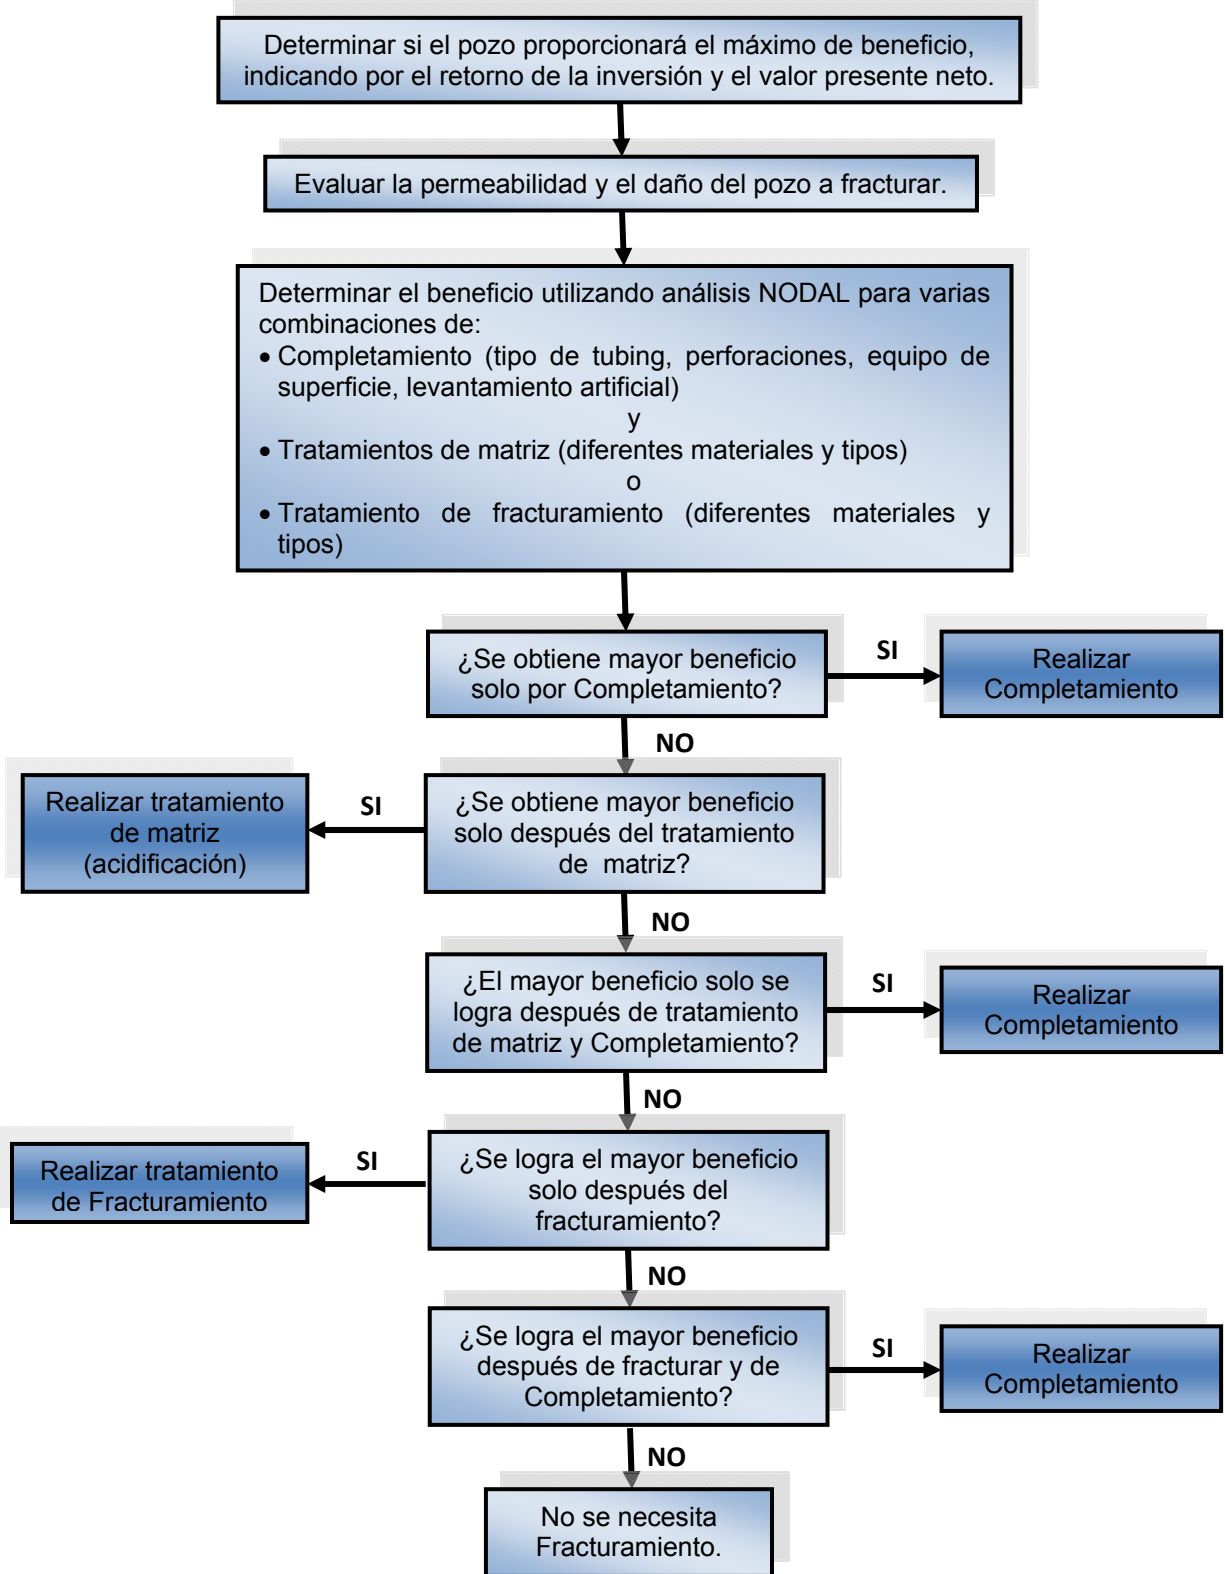 Determinar si el pozo proporcionará el máximo de beneficio,
indicando por el retorno de la inversión y el valor presente neto.
Evaluar la permeabilidad y el daño del pozo a fracturar.
Determinar el beneficio utilizando análisis NODAL para varias
combinaciones de:
• Completamiento (tipo de tubing, perforaciones, equipo de
superficie, levantamiento artificial)
y
• Tratamientos de matriz (diferentes materiales y tipos)
o
• Tratamiento de fracturamiento (diferentes materiales y
tipos)
¿Se obtiene mayor beneficio
solo por Completamiento?
SI
Realizar
Completamiento
NO
¿Se obtiene mayor beneficio
solo después del tratamiento
de matriz?
SI
Realizar tratamiento
de matriz
(acidificación)
NO
¿El mayor beneficio solo se
logra después de tratamiento
de matriz y Completamiento?
SI
Realizar
Completamiento
NO
¿Se logra el mayor beneficio
solo después del
fracturamiento?
SI
Realizar tratamiento
de Fracturamiento
NO
¿Se logra el mayor beneficio
después de fracturar y de
Completamiento?
SI
Realizar
Completamiento
NO
No se necesita
Fracturamiento.